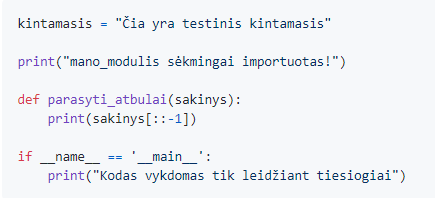 kintamasis = "Čia yra testinis kintamasis"
print("mano_modulis sėkmingai importuotas!")
def parasyti_atbulai(sakinys):
    print(sakinys[::-1])
if __name__ == '__main__':
    print("Kodas vykdomas tik leidžiant tiesiogiai")